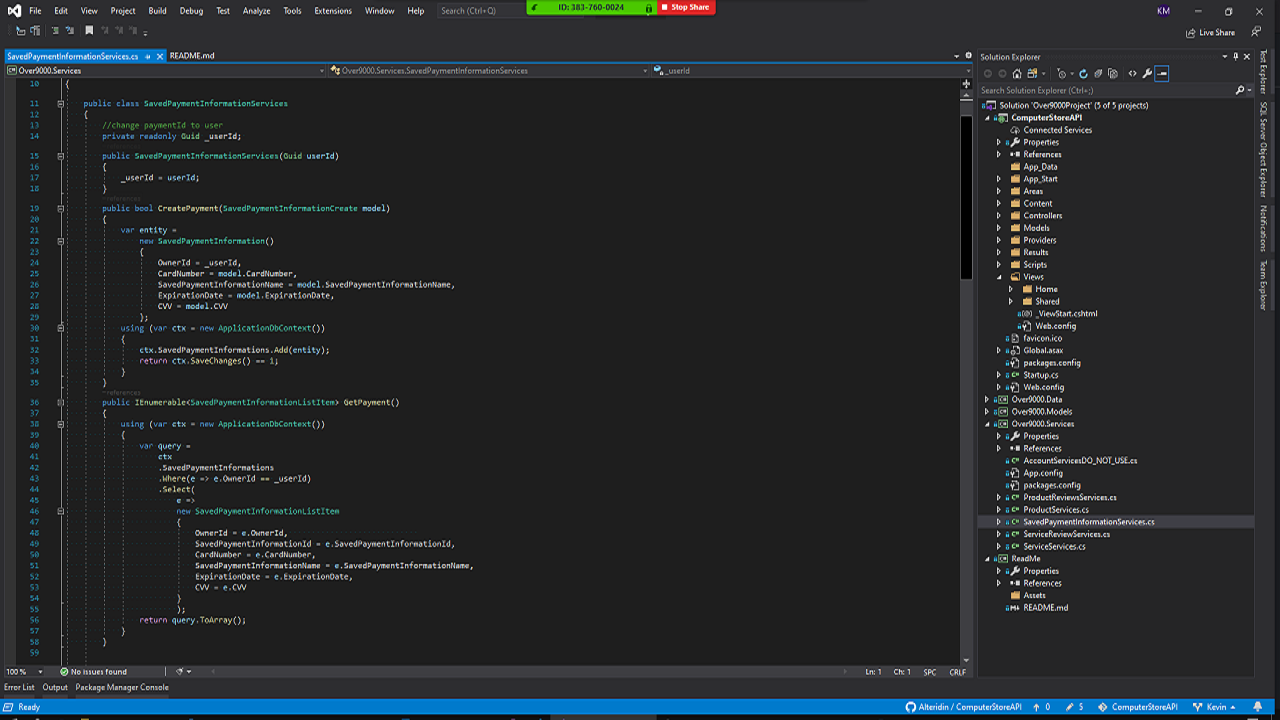 File Edit View Project Build Debug Test Analyze Tools Extensions Window Help Search (Ctrl+Q) ID: 383-760-0024 Stop Share KM
Live Share
SavedPaymentInformationServices.cs README.md
Over9000.Services Over9000.Services.SavedPaymentInformationServices _userId
10 {
11 public class SavedPaymentInformationServices
12 {
13 //change paymentId to user
14 private readonly Guid _userId;
15 public SavedPaymentInformationServices(Guid userId)
16 {
17 _userId = userId;
18 }
19 public bool CreatePayment(SavedPaymentInformationCreate model)
20 {
21 var entity =
22 new SavedPaymentInformation()
23 {
24 OwnerId = _userId,
25 CardNumber = model.CardNumber,
26 SavedPaymentInformationName = model.SavedPaymentInformationName,
27 ExpirationDate = model.ExpirationDate,
28 CVV = model.CVV
29 };
30 using (var ctx = new ApplicationDbContext())
31 {
32 ctx.SavedPaymentInformations.Add(entity);
33 return ctx.SaveChanges() == 1;
34 }
35 }
36 public IEnumerable<SavedPaymentInformationListItem> GetPayment()
37 {
38 using (var ctx = new ApplicationDbContext())
39 {
40 var query =
41 ctx
42 .SavedPaymentInformations
43 .Where(e => e.OwnerId == _userId)
44 .Select(
45 e =>
46 new SavedPaymentInformationListItem
47 {
48 OwnerId = e.OwnerId,
49 SavedPaymentInformationId = e.SavedPaymentInformationId,
50 CardNumber = e.CardNumber,
51 SavedPaymentInformationName = e.SavedPaymentInformationName,
52 ExpirationDate = e.ExpirationDate,
53 CVV = e.CVV
54 }
55 );
56 return query.ToArray();
57 }
58 }
59
100 % No issues found Ln: 1 Ch: 1 SPC CRLF
Error List Output Package Manager Console
Solution Explorer
Search Solution Explorer (Ctrl+;)
Solution 'Over9000Project' (5 of 5 projects)
ComputerStoreAPI
Connected Services
Properties
References
App_Data
App_Start
Areas
Content
Controllers
Models
Providers
Results
Scripts
Views
Home
Shared
_ViewStart.cshtml
Web.config
favicon.ico
Global.asax
packages.config
Startup.cs
Web.config
Over9000.Data
Over9000.Models
Over9000.Services
Properties
References
AccountServicesDO_NOT_USE.cs
App.config
packages.config
ProductReviewsServices.cs
ProductServices.cs
SavedPaymentInformationServices.cs
ServiceReviewServices.cs
ServiceServices.cs
ReadMe
Properties
References
Assets
README.md
Test Explorer
SQL Server Object Explorer
Notifications
Team Explorer
Ready Alteridin / ComputerStoreAPI 0 5 ComputerStoreAPI Kevin